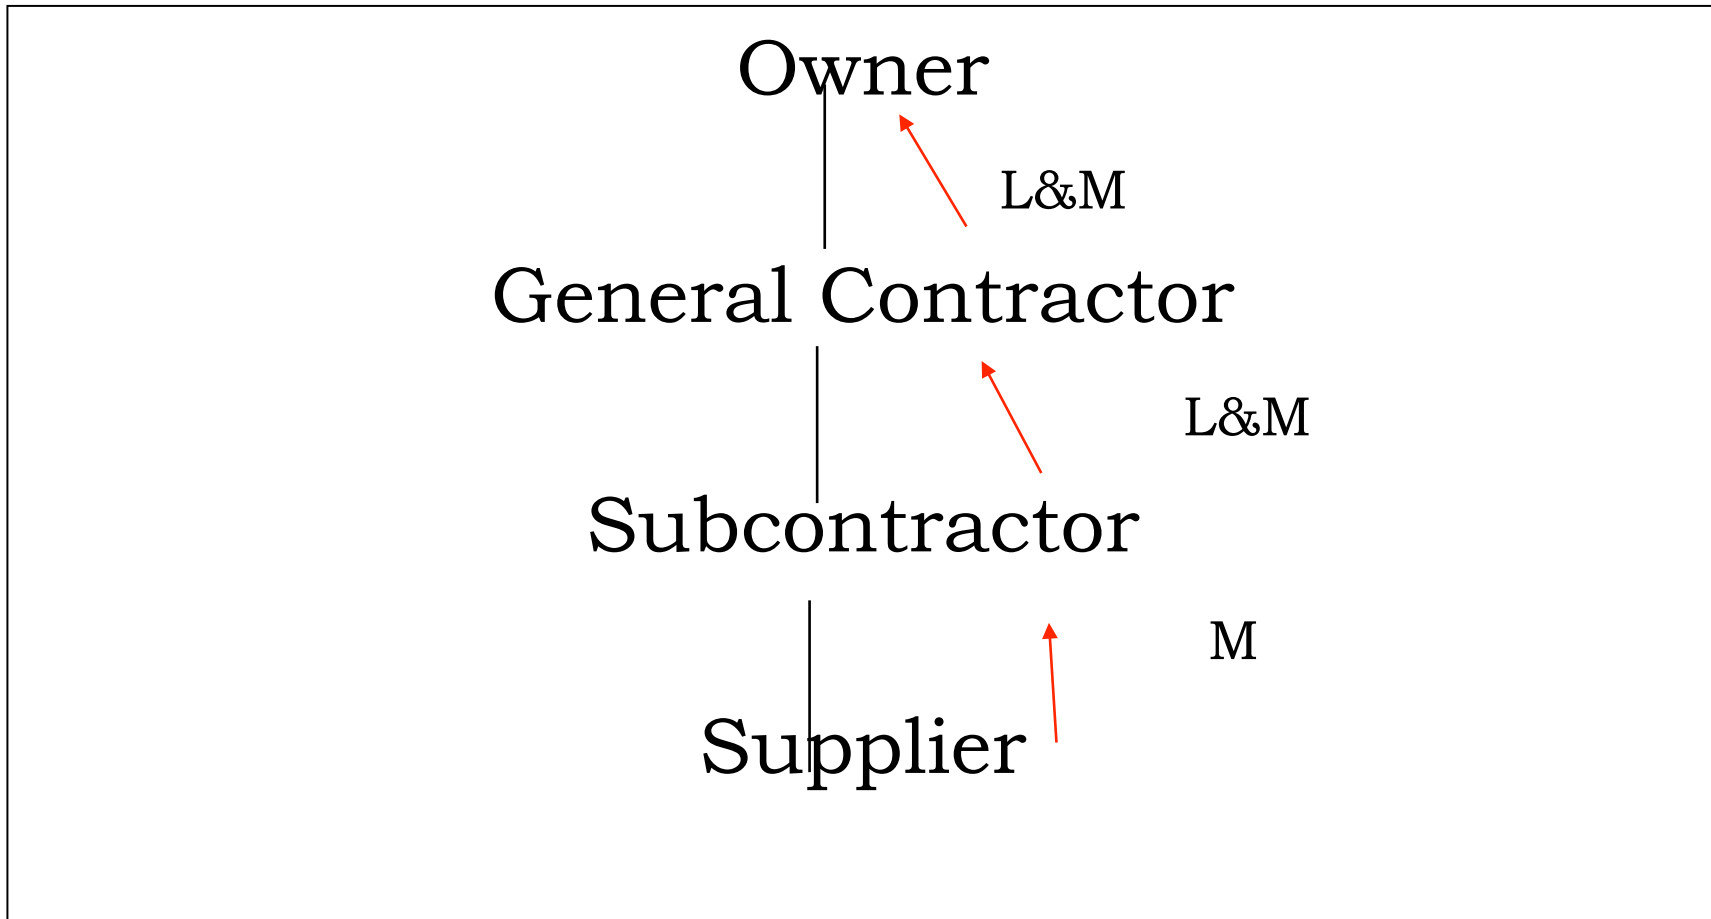 Owner
L&M
General Contractor
L&M
Subcontractor
M
Supplier